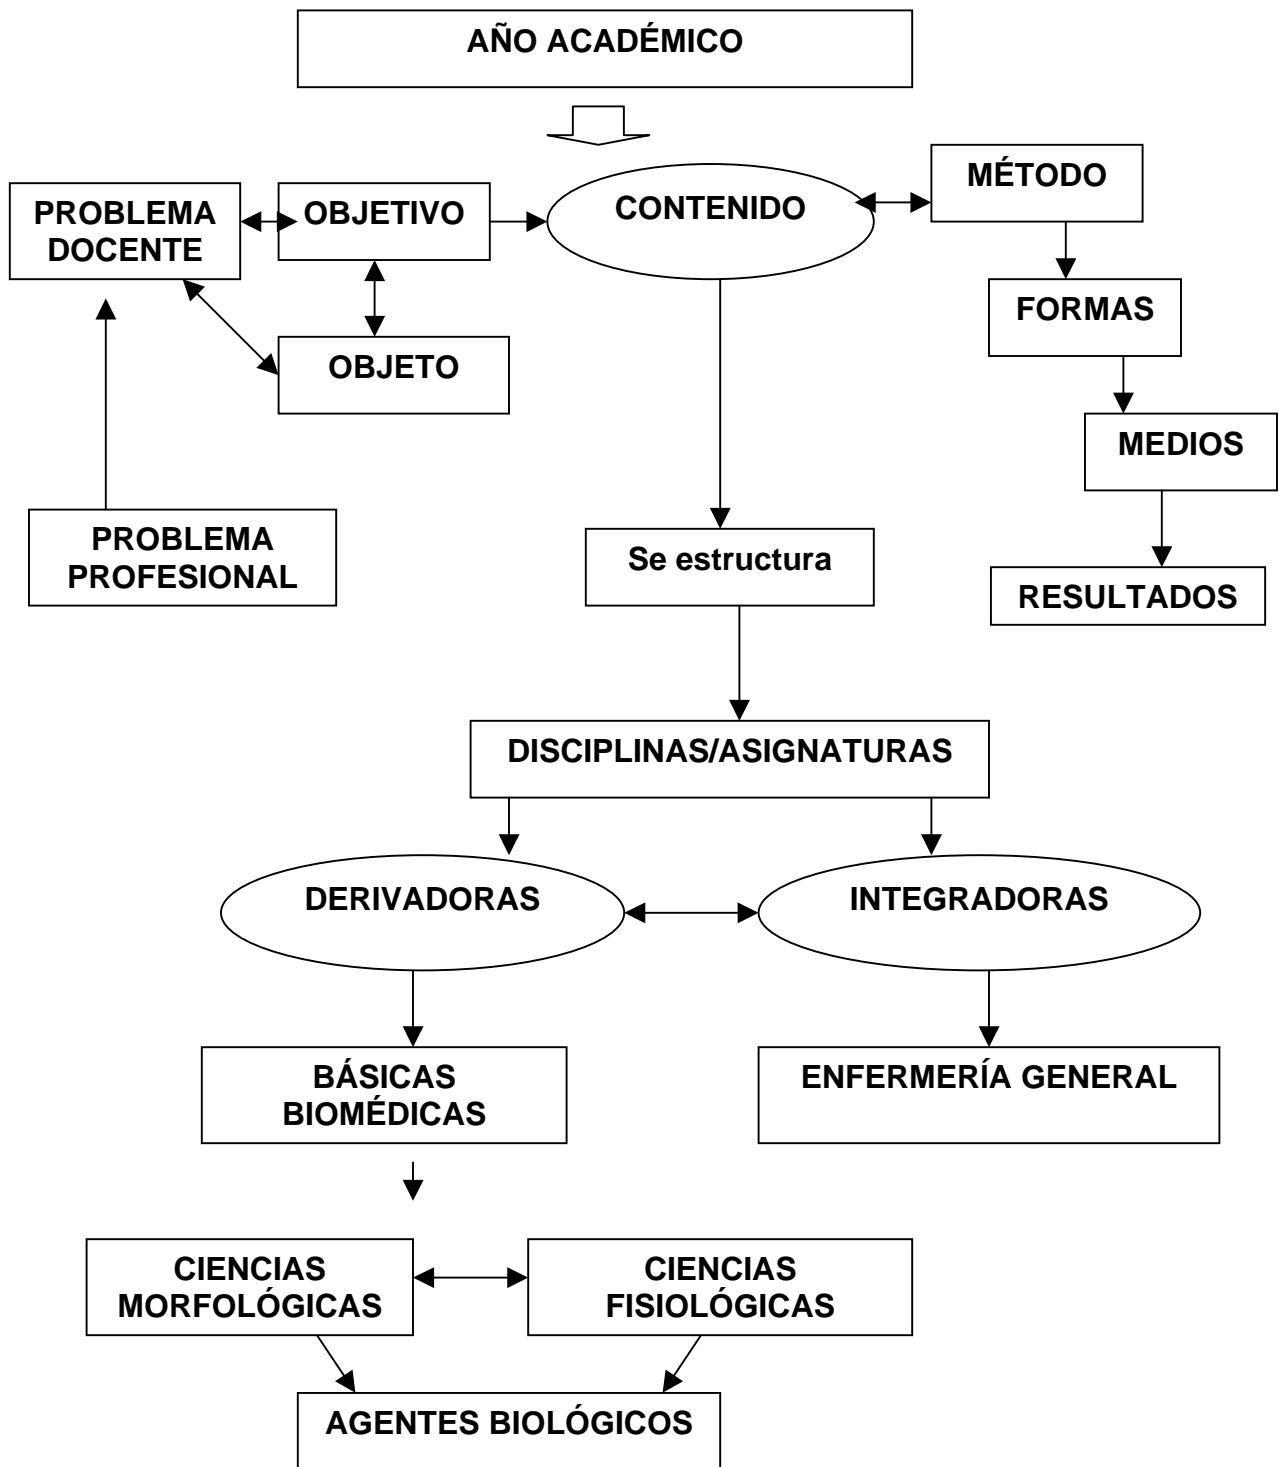 AÑO ACADÉMICO
PROBLEMA
DOCENTE
OBJETIVO
CONTENIDO
MÉTODO
FORMAS
OBJETO
MEDIOS
PROBLEMA
PROFESIONAL
Se estructura
RESULTADOS
DISCIPLINAS/ASIGNATURAS
DERIVADORAS
INTEGRADORAS
BÁSICAS
BIOMÉDICAS
ENFERMERÍA GENERAL
CIENCIAS
MORFOLÓGICAS
CIENCIAS
FISIOLÓGICAS
AGENTES BIOLÓGICOS